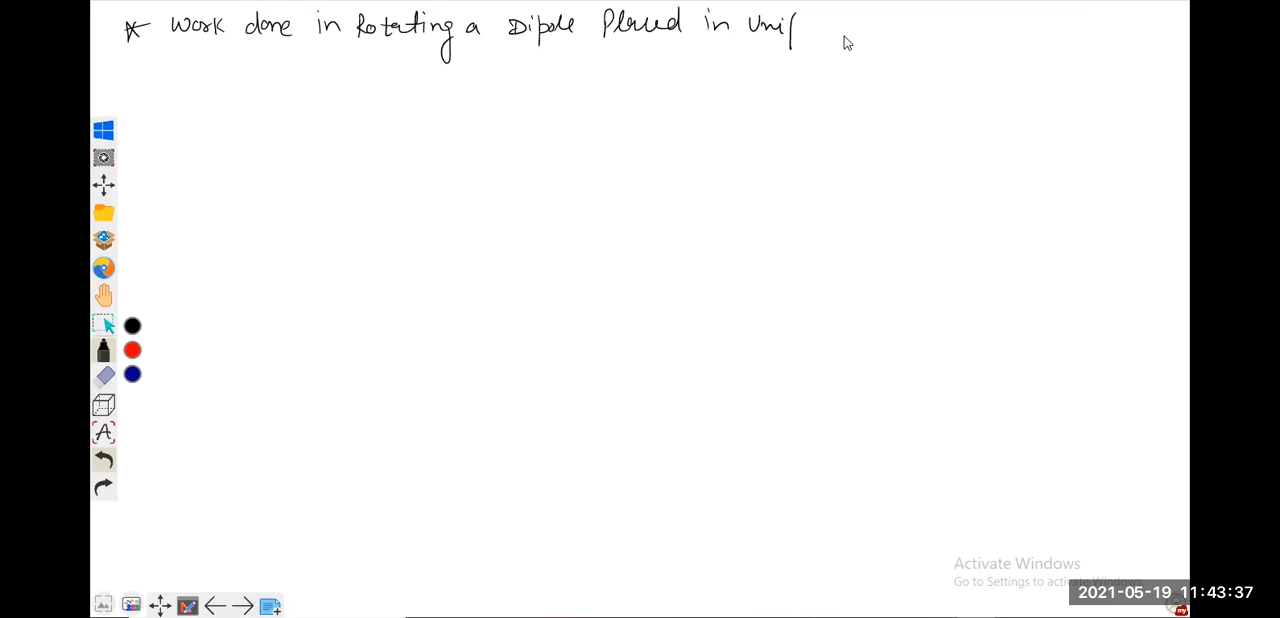 * Work done in Rotating a Dipole Placed in Unif
Activate Windows
Go to Settings to activate Windows.
2021-05-19 11:43:37